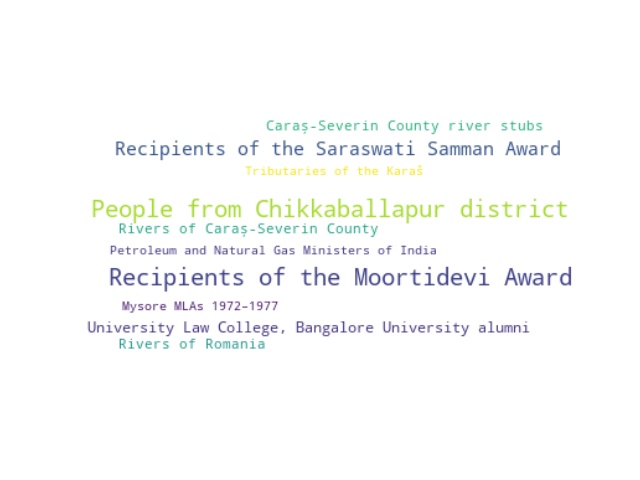 Caraș-Severin County river stubs
Recipients of the Saraswati Samman Award
Tributaries of the Karaš
People from Chikkaballapur district
Rivers of Caraș-Severin County
Petroleum and Natural Gas Ministers of India
Recipients of the Moortidevi Award
Mysore MLAs 1972–1977
University Law College, Bangalore University alumni
Rivers of Romania